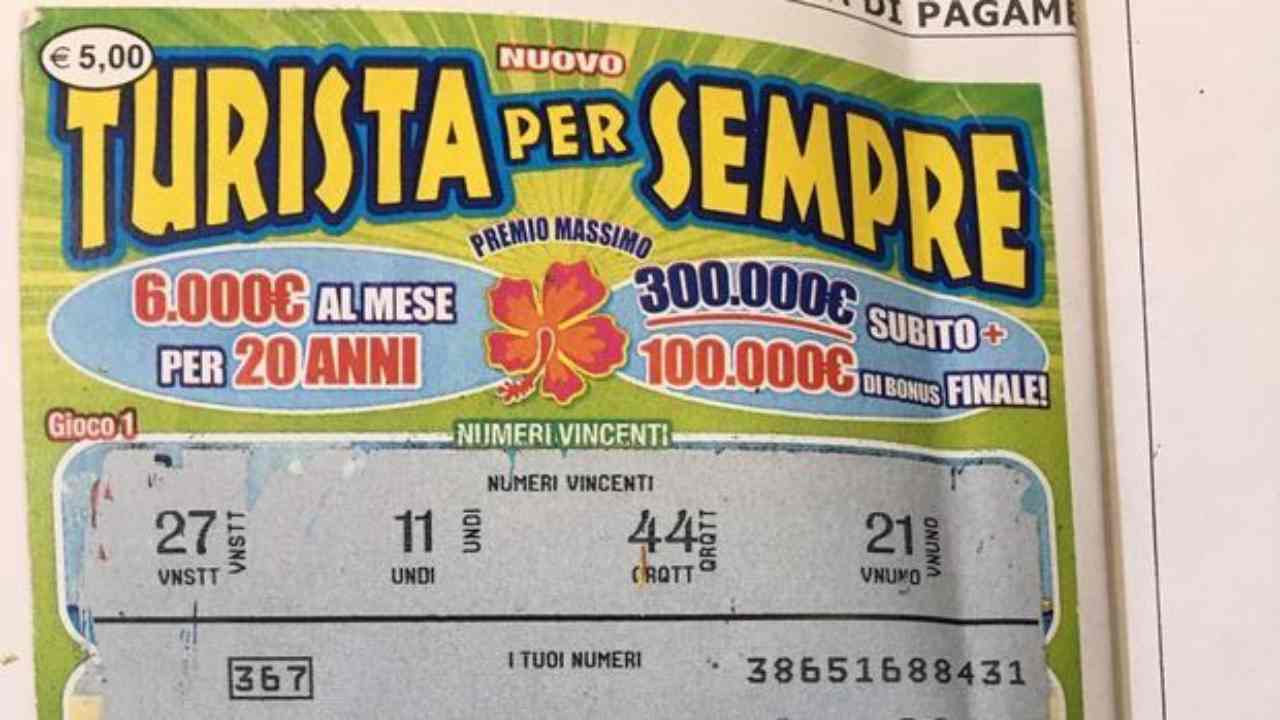 DI PAGAME
€ 5,00
NUOVO
TURISTA PER SEMPRE
PREMIO MASSIMO
6.000€ AL MESE
PER 20 ANNI
300.000€ SUBITO +
100.000€ DI BONUS FINALE!
Gioco 1
NUMERI VINCENTI
NUMERI VINCENTI
27 VNSTT 11 UNDI 44 QRQTT 21 VNUNO
VNSTT UNDI QRQTT VNUNO
I TUOI NUMERI
367 38651688431